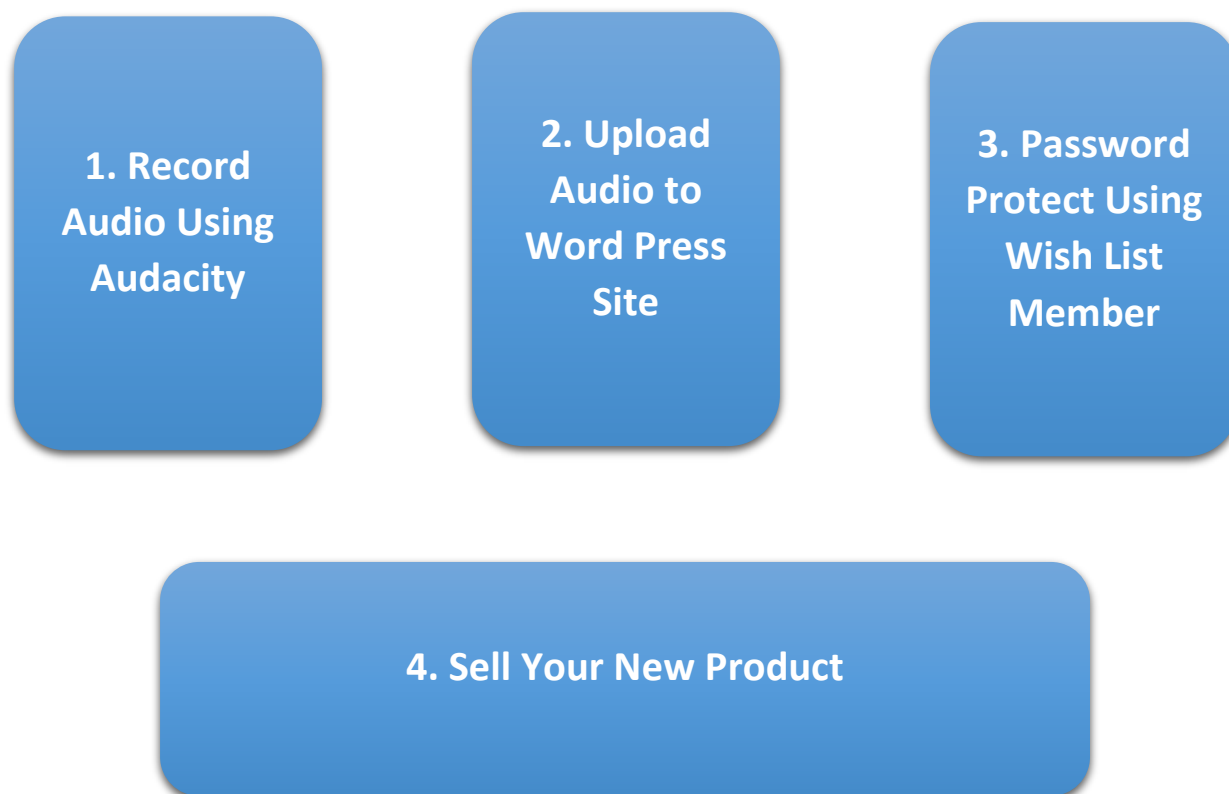 1. Record
Audio Using
Audacity
2. Upload
Audio to
Word Press
Site
3. Password
Protect Using
Wish List
Member
4. Sell Your New Product